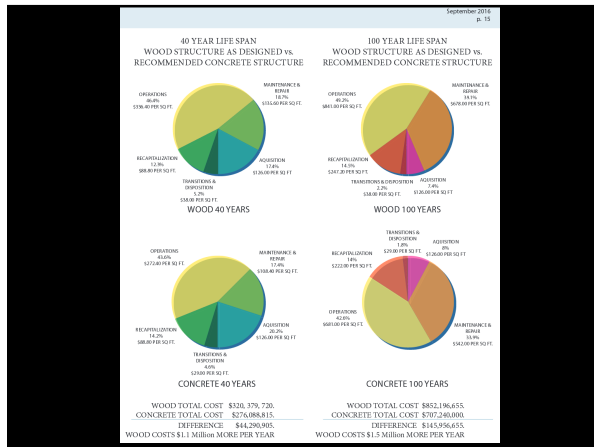 September 2016
p. 15
40 YEAR LIFE SPAN
WOOD STRUCTURE AS DESIGNED vs.
RECOMMENDED CONCRETE STRUCTURE
OPERATIONS
46.4%
$336.40 PER SQ FT.
MAINTENANCE &
REPAIR
18.7%
$135.60 PER SQ FT.
RECAPITALIZATION
12.3%
$88.80 PER SQ FT.
AQUISITION
17.4%
$126.00 PER SQ FT.
TRANSITIONS &
DISPOSITION
5.2%
$38.00 PER SQ FT.
WOOD 40 YEARS
100 YEAR LIFE SPAN
WOOD STRUCTURE AS DESIGNED vs.
RECOMMENDED CONCRETE STRUCTURE
OPERATIONS
49.2%
$841.00 PER SQ FT.
MAINTENANCE &
REPAIR
$678.00 PER SQ FT.
RECAPITALIZATION
14.5%
$247.20 PER SQ FT.
TRANSITIONS & DISPOSITION
2.2%
$38.00 PER SQ FT.
AQUISITION
7.4%
$126.00 PER SQ FT
WOOD 100 YEARS
OPERATIONS
43.6%
$272.40 PER SQ FT.
MAINTENANCE &
REPAIR
17.4%
$108.40 PER SQ FT.
RECAPITALIZATION
14.2%
$88.80 PER SQ FT.
AQUISITION
20.2%
$126.00 PER SQ FT.
TRANSITIONS &
DISPOSITION
4.6%
$29.00 PER SQ FT.
CONCRETE 40 YEARS
TRANSITIONS &
DISPOSITION
1.8%
$29.00 PER SQ FT.
AQUISITION
8%
$126.00 PER SQ FT
RECAPITALIZATION
14%
$222.00 PER SQ FT.
OPERATIONS
42.6%
PER SQ FT.
MAINTENANCE &
REPAIR
33.9%
$542.00 PER SQ FT.
CONCRETE 100 YEARS
WOOD TOTAL COST $320, 379, 720.
CONCRETE TOTAL COST $276,088,815.
DIFFERENCE $44,290,905.
WOOD COSTS $1.1 Million MORE PER YEAR
WOOD TOTAL COST $852,196,655.
CONCRETE TOTAL COST $707,240,000.
DIFFERENCE $145,956,655.
WOOD COSTS $1.5 Million MORE PER YEAR